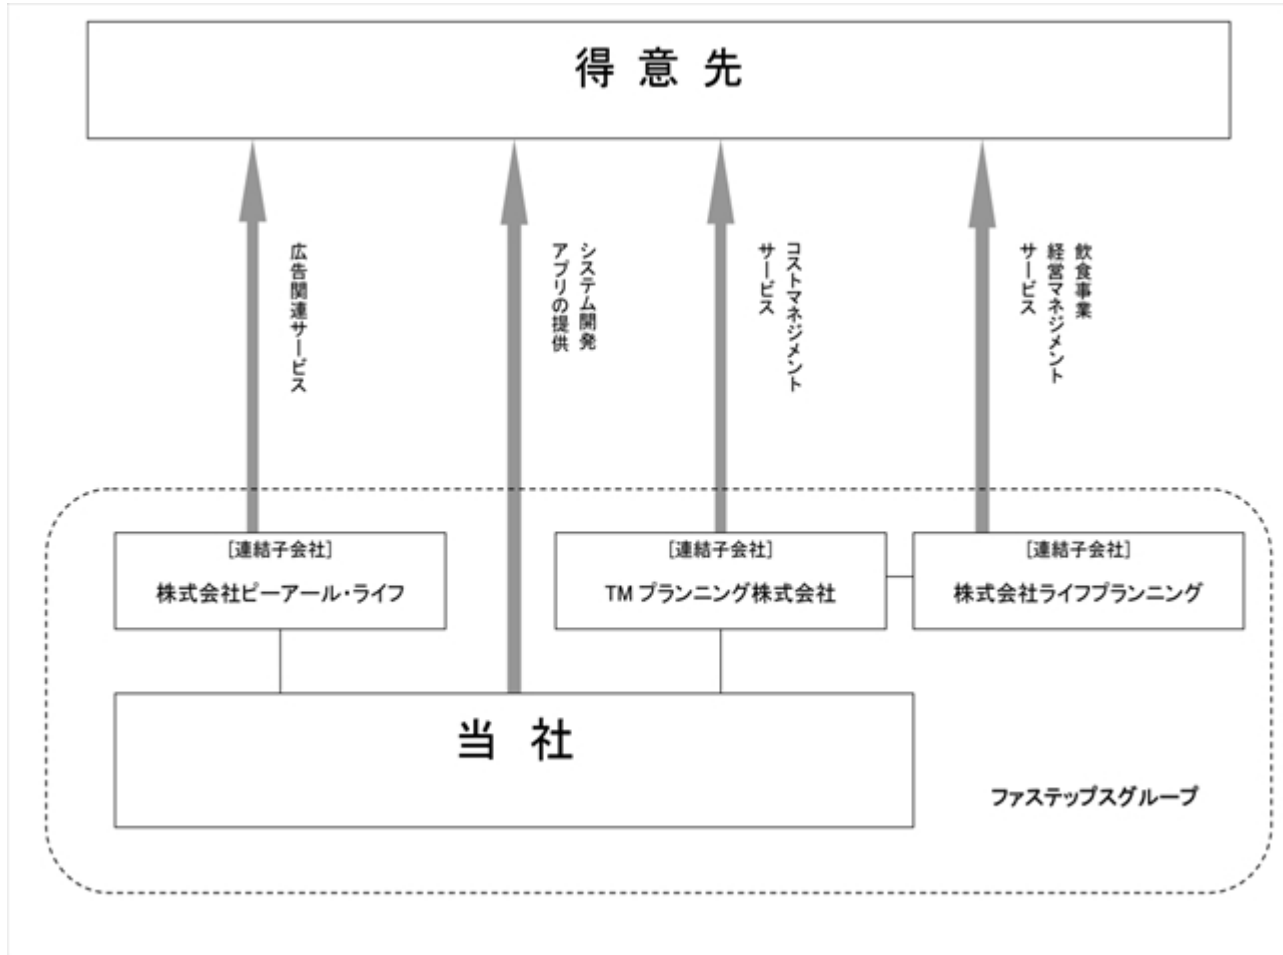 得意先
広告関連サービス
システム開発
アプリの提供
コストマネジメント
サービス
飲食事業
経営マネジメント
サービス
[連結子会社]
株式会社ピーアール・ライフ
[連結子会社]
TMプランニング株式会社
[連結子会社]
株式会社ライフプランニング
当社
ファステップスグループ